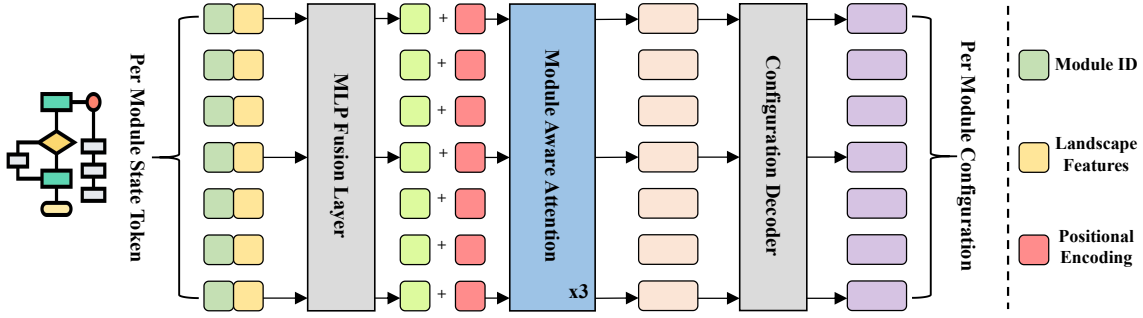 Per Module State Token
MLP Fusion Layer
+
+
+
+
+
+
+
Module Aware Attention
x3
Configuration Decoder
Per Module Configuration
Module ID
Landscape
Features
Positional
Encoding